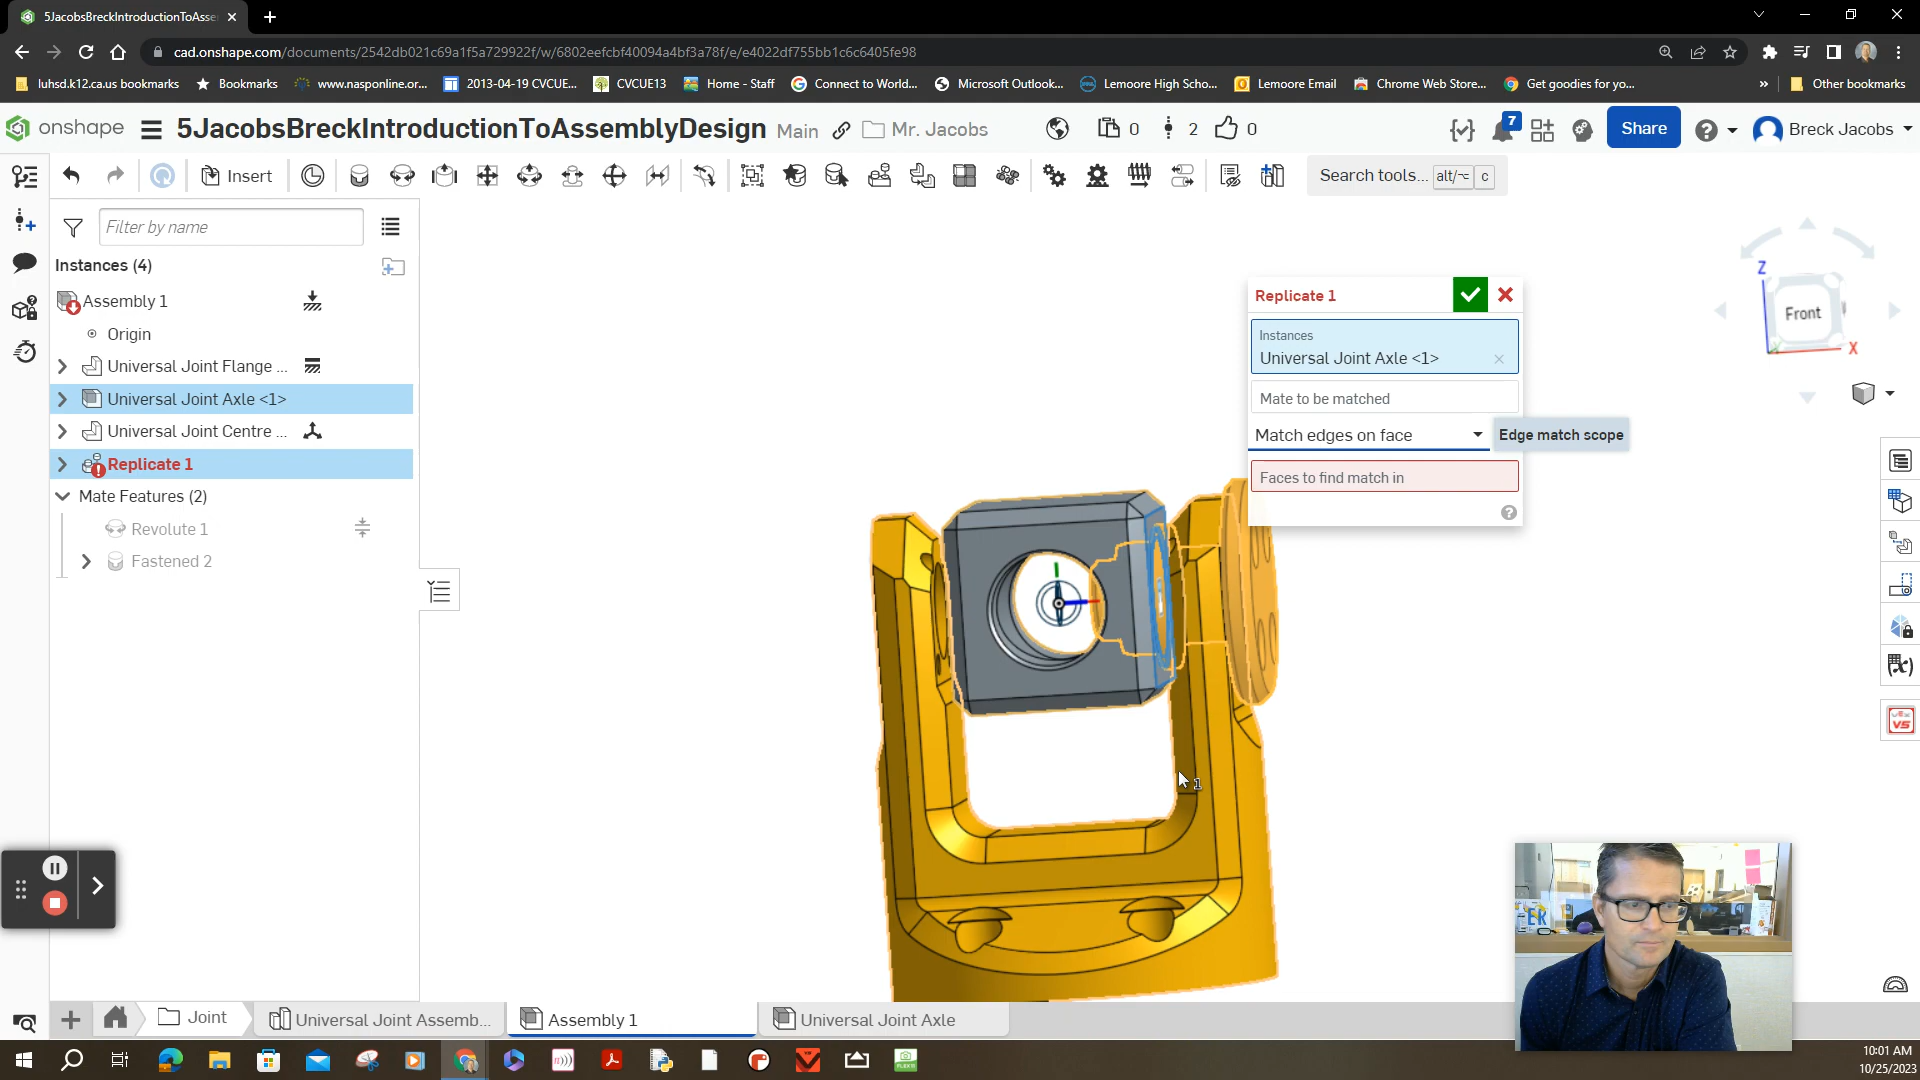 5JacobsBreckIntroductionToAsse
cad.onshape.com/documents/2542db021c69a1f5a729922f/w/6802eefcbf40094a4bf3a78f/e/e4022df755bb1c6c6405fe98
luhsd.k12.ca.us bookmarks Bookmarks www.nasponline.or... 2013-04-19 CVCUE... CVCUE13 Home - Staff Connect to World... Microsoft Outlook... Lemoore High Scho... Lemoore Email Chrome Web Store... Get goodies for yo... » Other bookmarks
onshape 5JacobsBreckIntroductionToAssemblyDesign Main Mr. Jacobs 0 2 0 7 Share Breck Jacobs
Insert Search tools... alt/⌥ c
Filter by name
Instances (4)
Assembly 1
Origin
Universal Joint Flange ...
Universal Joint Axle <1>
Universal Joint Centre ...
Replicate 1
Mate Features (2)
Revolute 1
Fastened 2
Replicate 1
Instances
Universal Joint Axle <1>
Mate to be matched
Match edges on face
Edge match scope
Faces to find match in
Z
Front
X
1
Joint Universal Joint Assemb... Assembly 1 Universal Joint Axle
10:01 AM
10/25/2023